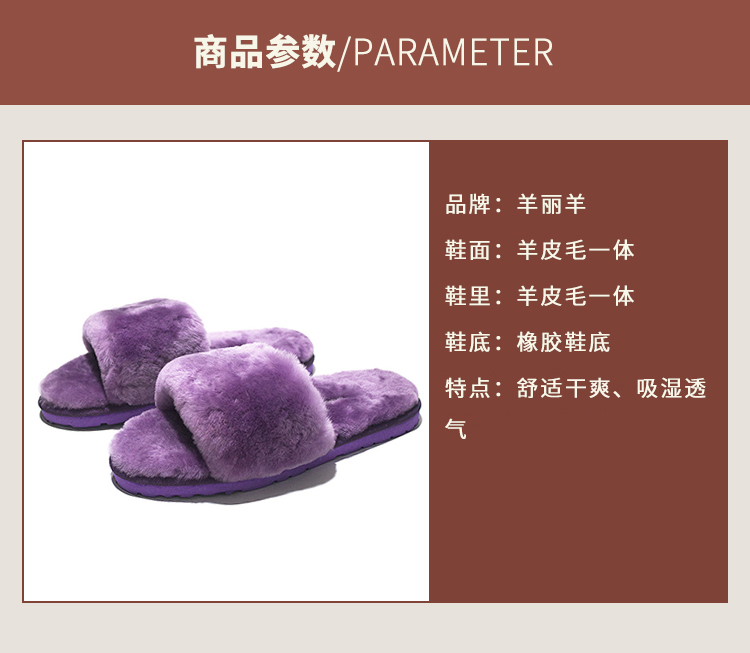 商品参数/PARAMETER
品牌：羊丽羊
鞋面：羊皮毛一体
鞋里：羊皮毛一体
鞋底：橡胶鞋底
特点：舒适干爽、吸湿透
气